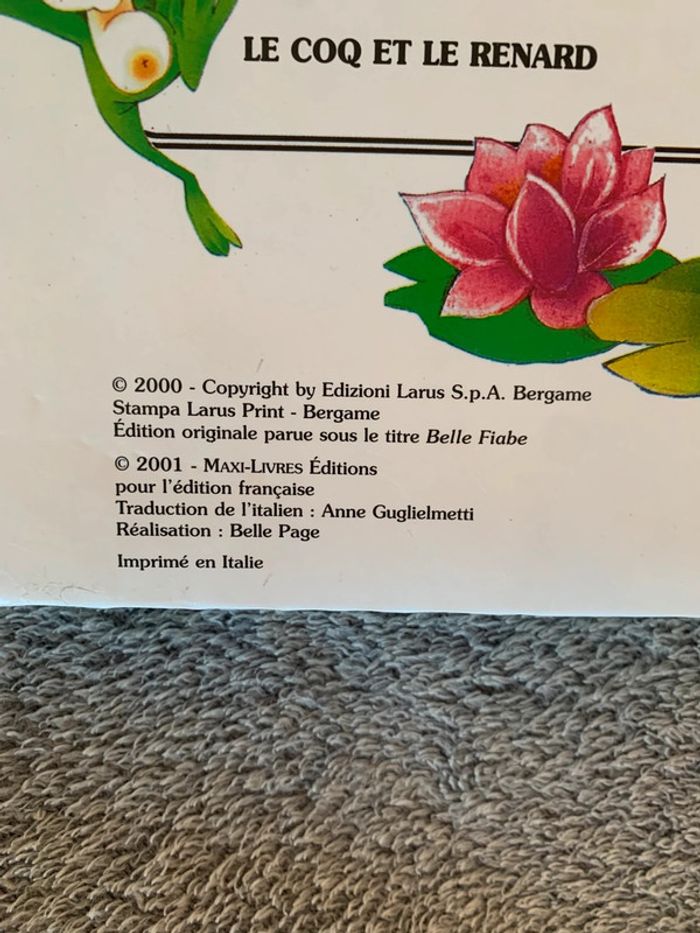 LE COQ ET LE RENARD
© 2000 - Copyright by Edizioni Larus S.p.A. Bergame
Stampa Larus Print - Bergame
Édition originale parue sous le titre Belle Fiabe
© 2001 - MAXI-LIVRES Éditions
pour l'édition française
Traduction de l'italien : Anne Guglielmetti
Réalisation : Belle Page
Imprimé en Italie